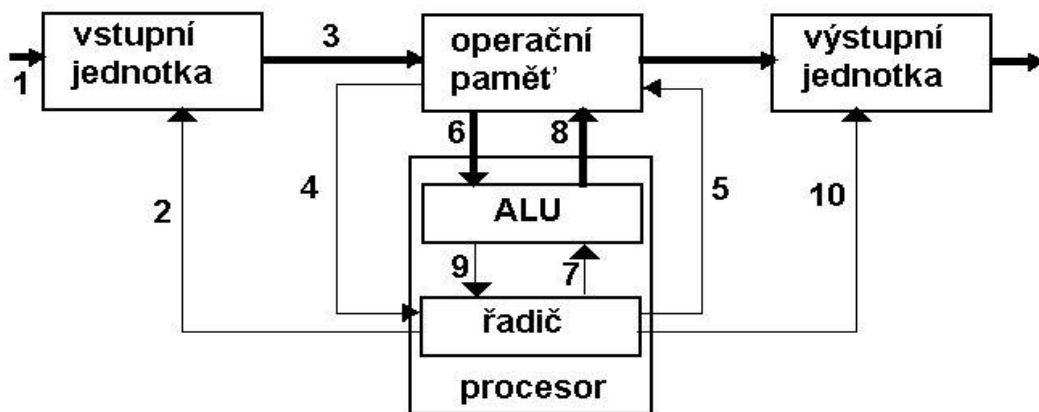 vstupní
jednotka
1
3
operační
paměť
výstupní
jednotka
6
8
4
2
5
10
ALU
9
7
řadič
procesor